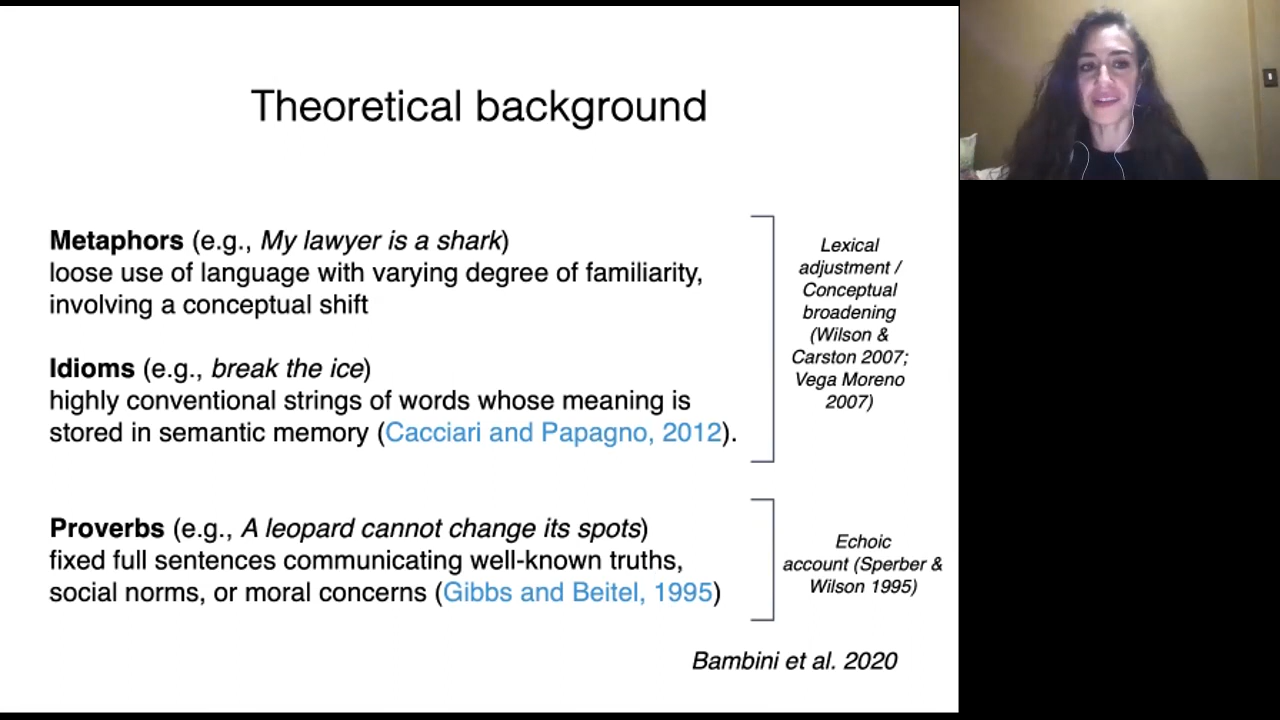 Theoretical background
Metaphors (e.g., My lawyer is a shark)
loose use of language with varying degree of familiarity,
involving a conceptual shift
Idioms (e.g., break the ice)
highly conventional strings of words whose meaning is
stored in semantic memory (Cacciari and Papagno, 2012).
Lexical
adjustment /
Conceptual
broadening
(Wilson &
Carston 2007;
Vega Moreno
2007)
Proverbs (e.g., A leopard cannot change its spots)
fixed full sentences communicating well-known truths,
social norms, or moral concerns (Gibbs and Beitel, 1995)
Echoic
account (Sperber &
Wilson 1995)
Bambini et al. 2020